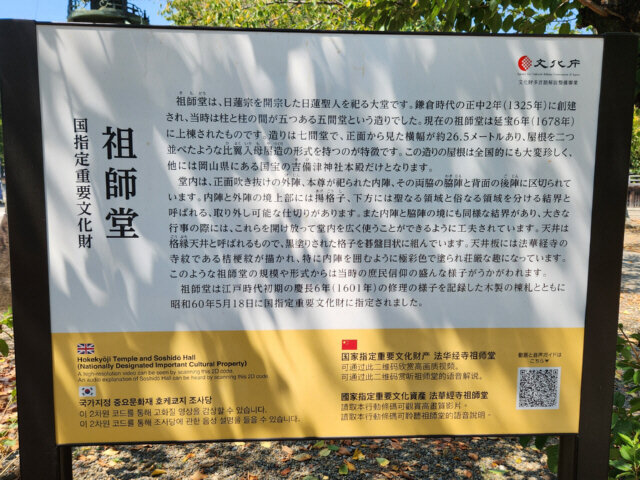 文化庁
Agency for Cultural Affairs, Government of Japan
文化財多言語解説整備事業
祖師堂
国指定重要文化財
祖師堂は、日蓮宗を開宗した日蓮聖人を祀る大堂です。鎌倉時代の正中2年(1325年)に創建
され、当時は柱と柱の間が五つある五間堂という造りでした。現在の祖師堂は延宝6年(1678年)
に上棟されたものです。造りは七間堂で、正面から見た横幅が約26.5メートルあり、屋根を二つ
並べたような比翼入母屋造の形式を持つのが特徴です。この造りの屋根は全国的にも大変珍しく、
他には岡山県にある国宝の吉備津神社本殿だけとなります。
堂内は、正面吹き抜けの外陣、本尊が祀られた内陣、その両脇の脇陣と背面の後陣に区切られて
います。内陣と外陣の境上部には揚格子、下方には聖なる領域と俗なる領域を分ける結界と
呼ばれる、取り外し可能な仕切りがあります。また内陣と脇陣の境にも同様な結界があり、大きな
行事の際には、これらを開け放って堂内を広く使うことができるように工夫されています。天井は
格縁天井と呼ばれるもので、黒塗りされた格子を碁盤目状に組んでいます。天井板には法華経寺の
寺紋である桔梗紋が描かれ、特に内陣を囲むように極彩色で塗られ荘厳な趣になっています。
このような祖師堂の規模や形式からは当時の庶民信仰の盛んな様子がうかがわれます。
祖師堂は江戸時代初期の慶長6年(1601年)の修理の様子を記録した木製の棟札とともに
昭和60年5月18日に国指定重要文化財に指定されました。
Hokekyōji Temple and Soshidō Hall
(Nationally Designated Important Cultural Property)
A high-resolution video can be seen by scanning this 2D code.
An audio explanation of Soshidō Hall can be heard by scanning this 2D code.
국가지정 중요문화재 호케쿄지 조사당
이 2차원 코드를 통해 고화질 영상을 감상할 수 있습니다.
이 2차원 코드를 통해 조사당에 관한 음성 설명을 들을 수 있습니다.
国家指定重要文化财产 法华经寺祖师堂
可通过此二维码欣赏高画质视频。
可通过此二维码赏听祖师堂的语音解说。
國家指定重要文化資產 法華經寺祖師堂
請取本行動條碼可觀賞高畫質影片。
請取本行動條碼可聆聽祖師堂的語音說明。
動画と音声ガイドは
こちら